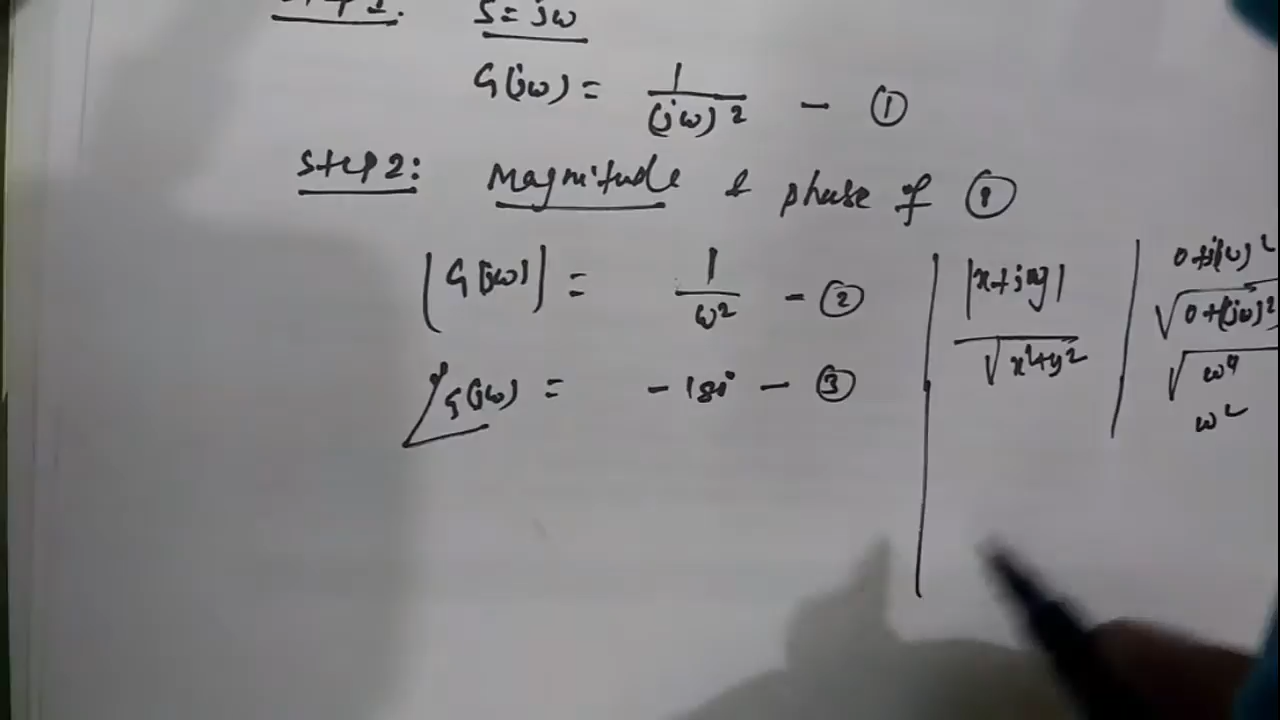 S = jω
G(jω) = 1/(jω)² - ①
Step 2: Magnitude & phase of ①
|G(jω)| = 1/ω² - ②
∠G(jω) = -180° - ③
|x+jy|
√x²+y²
0+j(ω)²
√0+(jω)²
√ω⁴
ω²